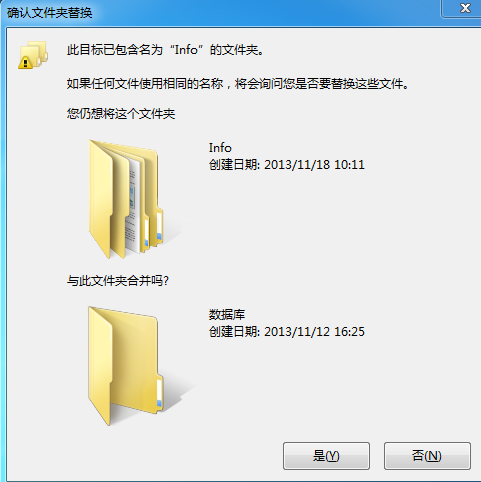 确认文件夹替换
此目标已包含名为“Info”的文件夹。
如果任何文件使用相同的名称，将会询问您是否要替换这些文件。
您仍想将这个文件夹
Info
创建日期: 2013/11/18 10:11
与此文件夹合并吗?
数据库
创建日期: 2013/11/12 16:25
是(Y)
否(N)